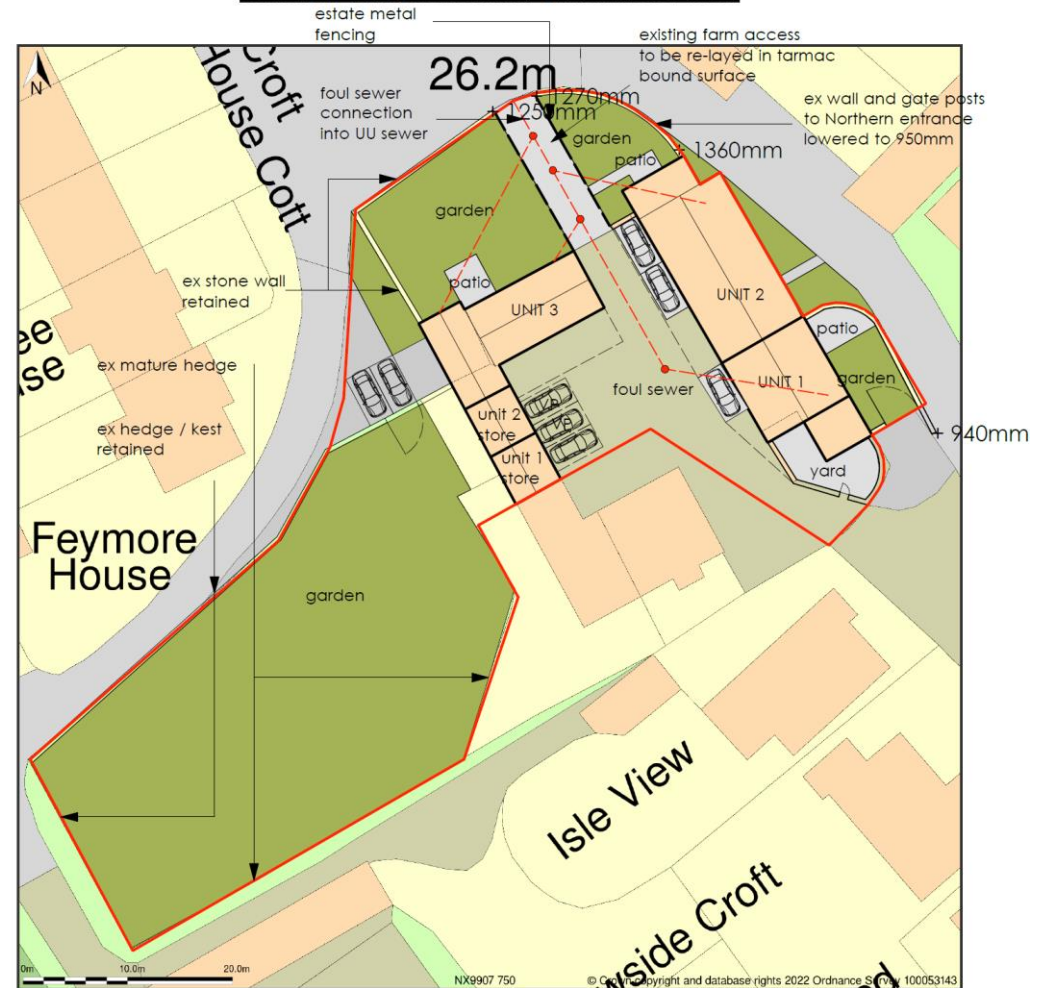 estate metal
fencing
existing farm access
to be re-layed in tarmac
bound surface
Croft
House Cott
26.2m
foul sewer
connection
into UU sewer
1270mm
1250mm
ex wall and gate posts
to Northern entrance
lowered to 950mm
N
garden
patio
1360mm
garden
ex stone wall
retained
patio
UNIT 3
UNIT 2
patio
ee
se
ex mature hedge
foul sewer
UNIT 1
garden
ex hedge / kest
retained
unit 2
store
unit 1
store
940mm
yard
Feymore
House
garden
Isle View
yside Croft
0m
10.0m
20.0m
NX9907 750
© Crown copyright and database rights 2022 Ordnance Survey 100053143